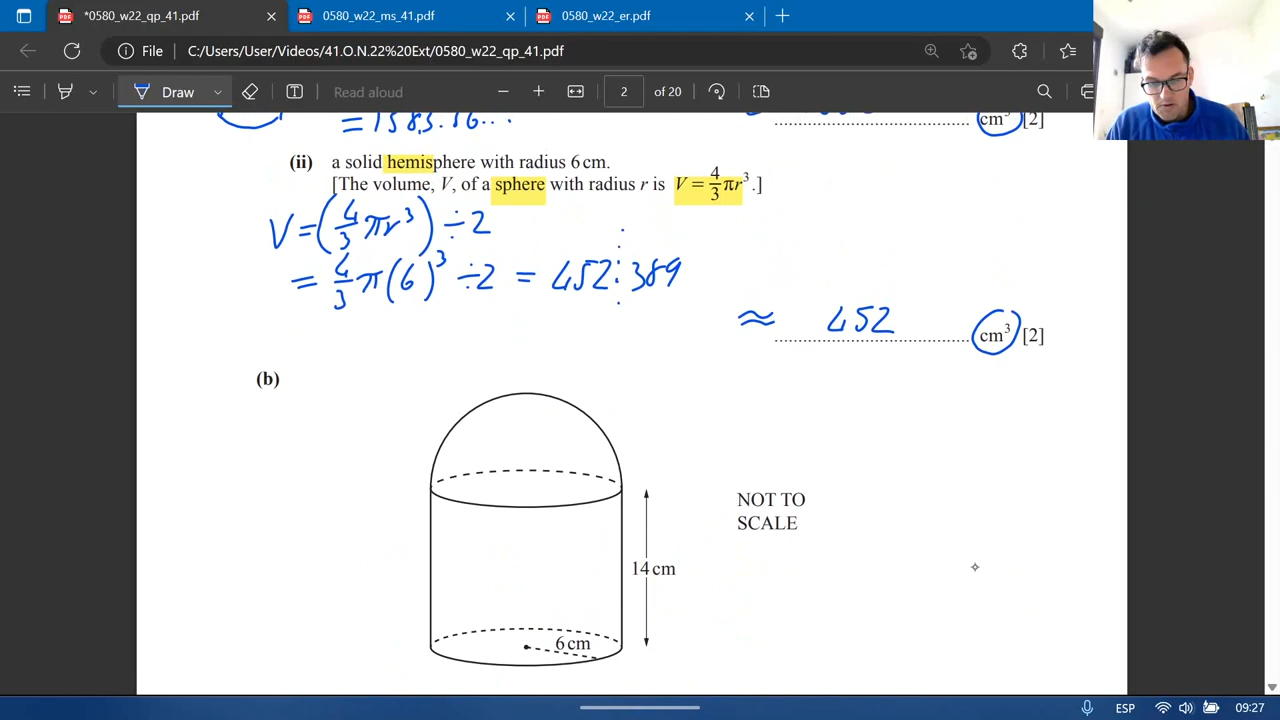 *0580_w22_qp_41.pdf
0580_w22_ms_41.pdf
0580_w22_er.pdf
File
C:/Users/User/Videos/41.O.N.22%20Ext/0580_w22_qp_41.pdf
Draw
Read aloud
2 of 20
= 1583.36...
cm³ [2]
(ii) a solid hemisphere with radius 6 cm.
[The volume, V, of a sphere with radius r is V = 4/3 πr³.]
V = (4/3 πr³) ÷ 2
= 4/3 π(6)³ ÷ 2 = 452.389
≈ 452 cm³ [2]
(b)
NOT TO
SCALE
14 cm
6 cm
ESP 09:27